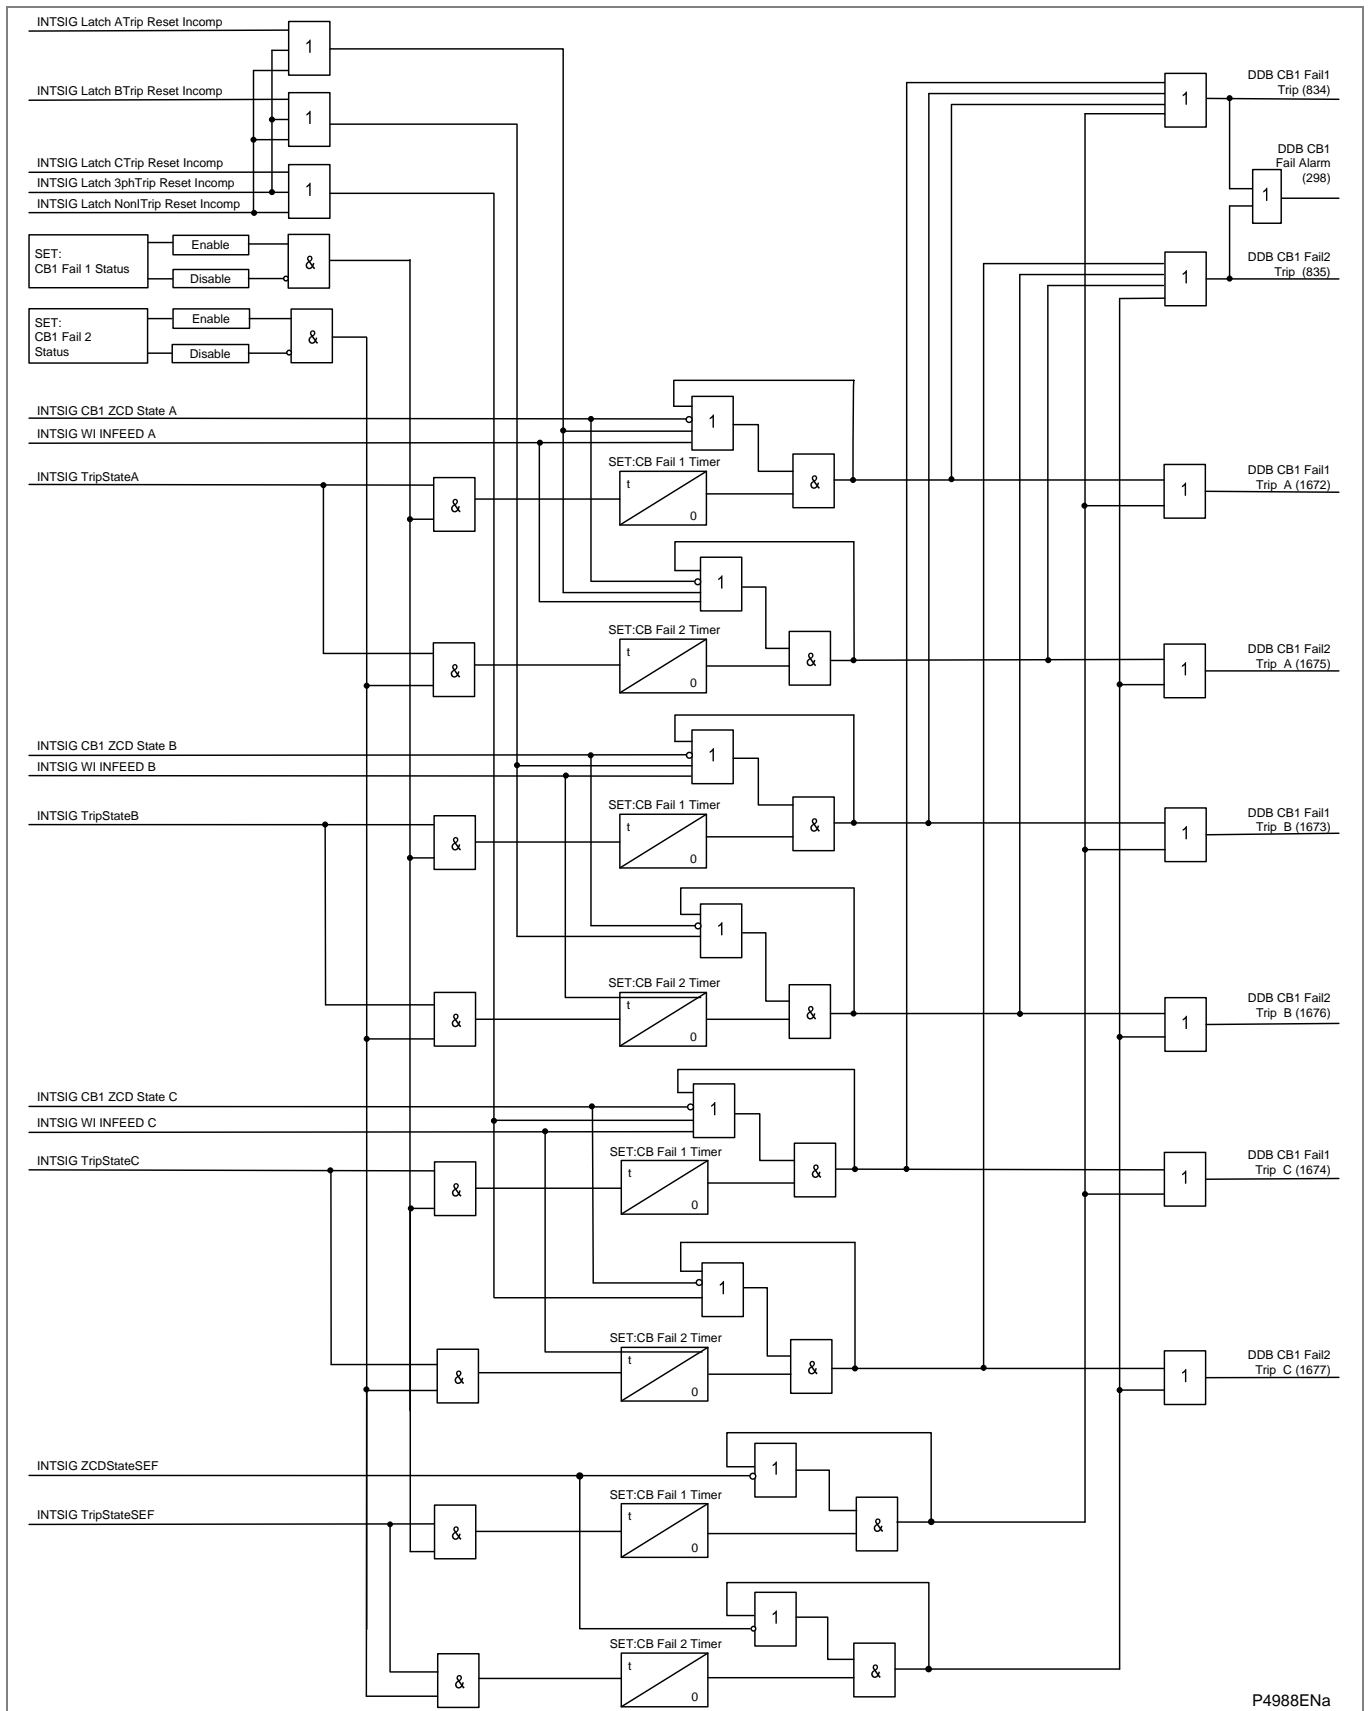 INTSIG Latch ATrip Reset Incomp
1
INTSIG Latch BTrip Reset Incomp
1
INTSIG Latch CTrip Reset Incomp
INTSIG Latch 3phTrip Reset Incomp
1
INTSIG Latch NonITrip Reset Incomp
SET:
CB1 Fail 1 Status
Enable
Disable
&
SET:
CB1 Fail 2
Status
Enable
Disable
&
1
DDB CB1 Fail1
Trip (834)
DDB CB1
Fail Alarm
(298)
1
1
DDB CB1 Fail2
Trip (835)
INTSIG CB1 ZCD State A
1
INTSIG WI INFEED A
SET:CB Fail 1 Timer
INTSIG TripStateA
&
t
0
&
1
DDB CB1 Fail1
Trip A (1672)
1
SET:CB Fail 2 Timer
&
t
0
&
1
DDB CB1 Fail2
Trip A (1675)
INTSIG CB1 ZCD State B
1
INTSIG WI INFEED B
SET:CB Fail 1 Timer
INTSIG TripStateB
&
t
0
&
1
DDB CB1 Fail1
Trip B (1673)
1
SET:CB Fail 2 Timer
&
t
0
&
1
DDB CB1 Fail2
Trip B (1676)
INTSIG CB1 ZCD State C
1
INTSIG WI INFEED C
SET:CB Fail 1 Timer
INTSIG TripStateC
&
t
0
&
1
DDB CB1 Fail1
Trip C (1674)
1
SET:CB Fail 2 Timer
&
t
0
&
1
DDB CB1 Fail2
Trip C (1677)
INTSIG ZCDStateSEF
1
SET:CB Fail 1 Timer
INTSIG TripStateSEF
&
t
0
&
1
SET:CB Fail 2 Timer
&
t
0
&
P4988ENa